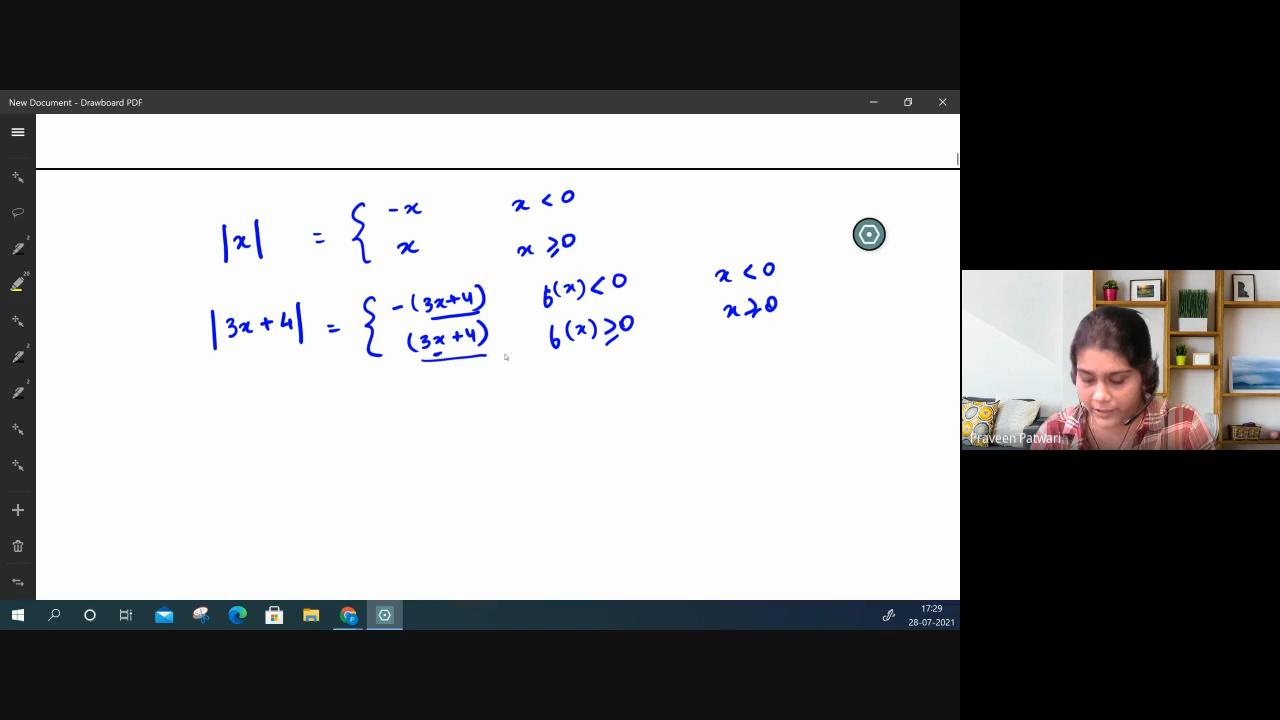 New Document - Drawboard PDF
|x| = { -x x < 0
x x ≥ 0
|3x + 4| = { -(3x+4) f(x) < 0 x < 0
(3x + 4) f(x) ≥ 0 x ≥ 0
Praveen Patwari
17:29
28-07-2021